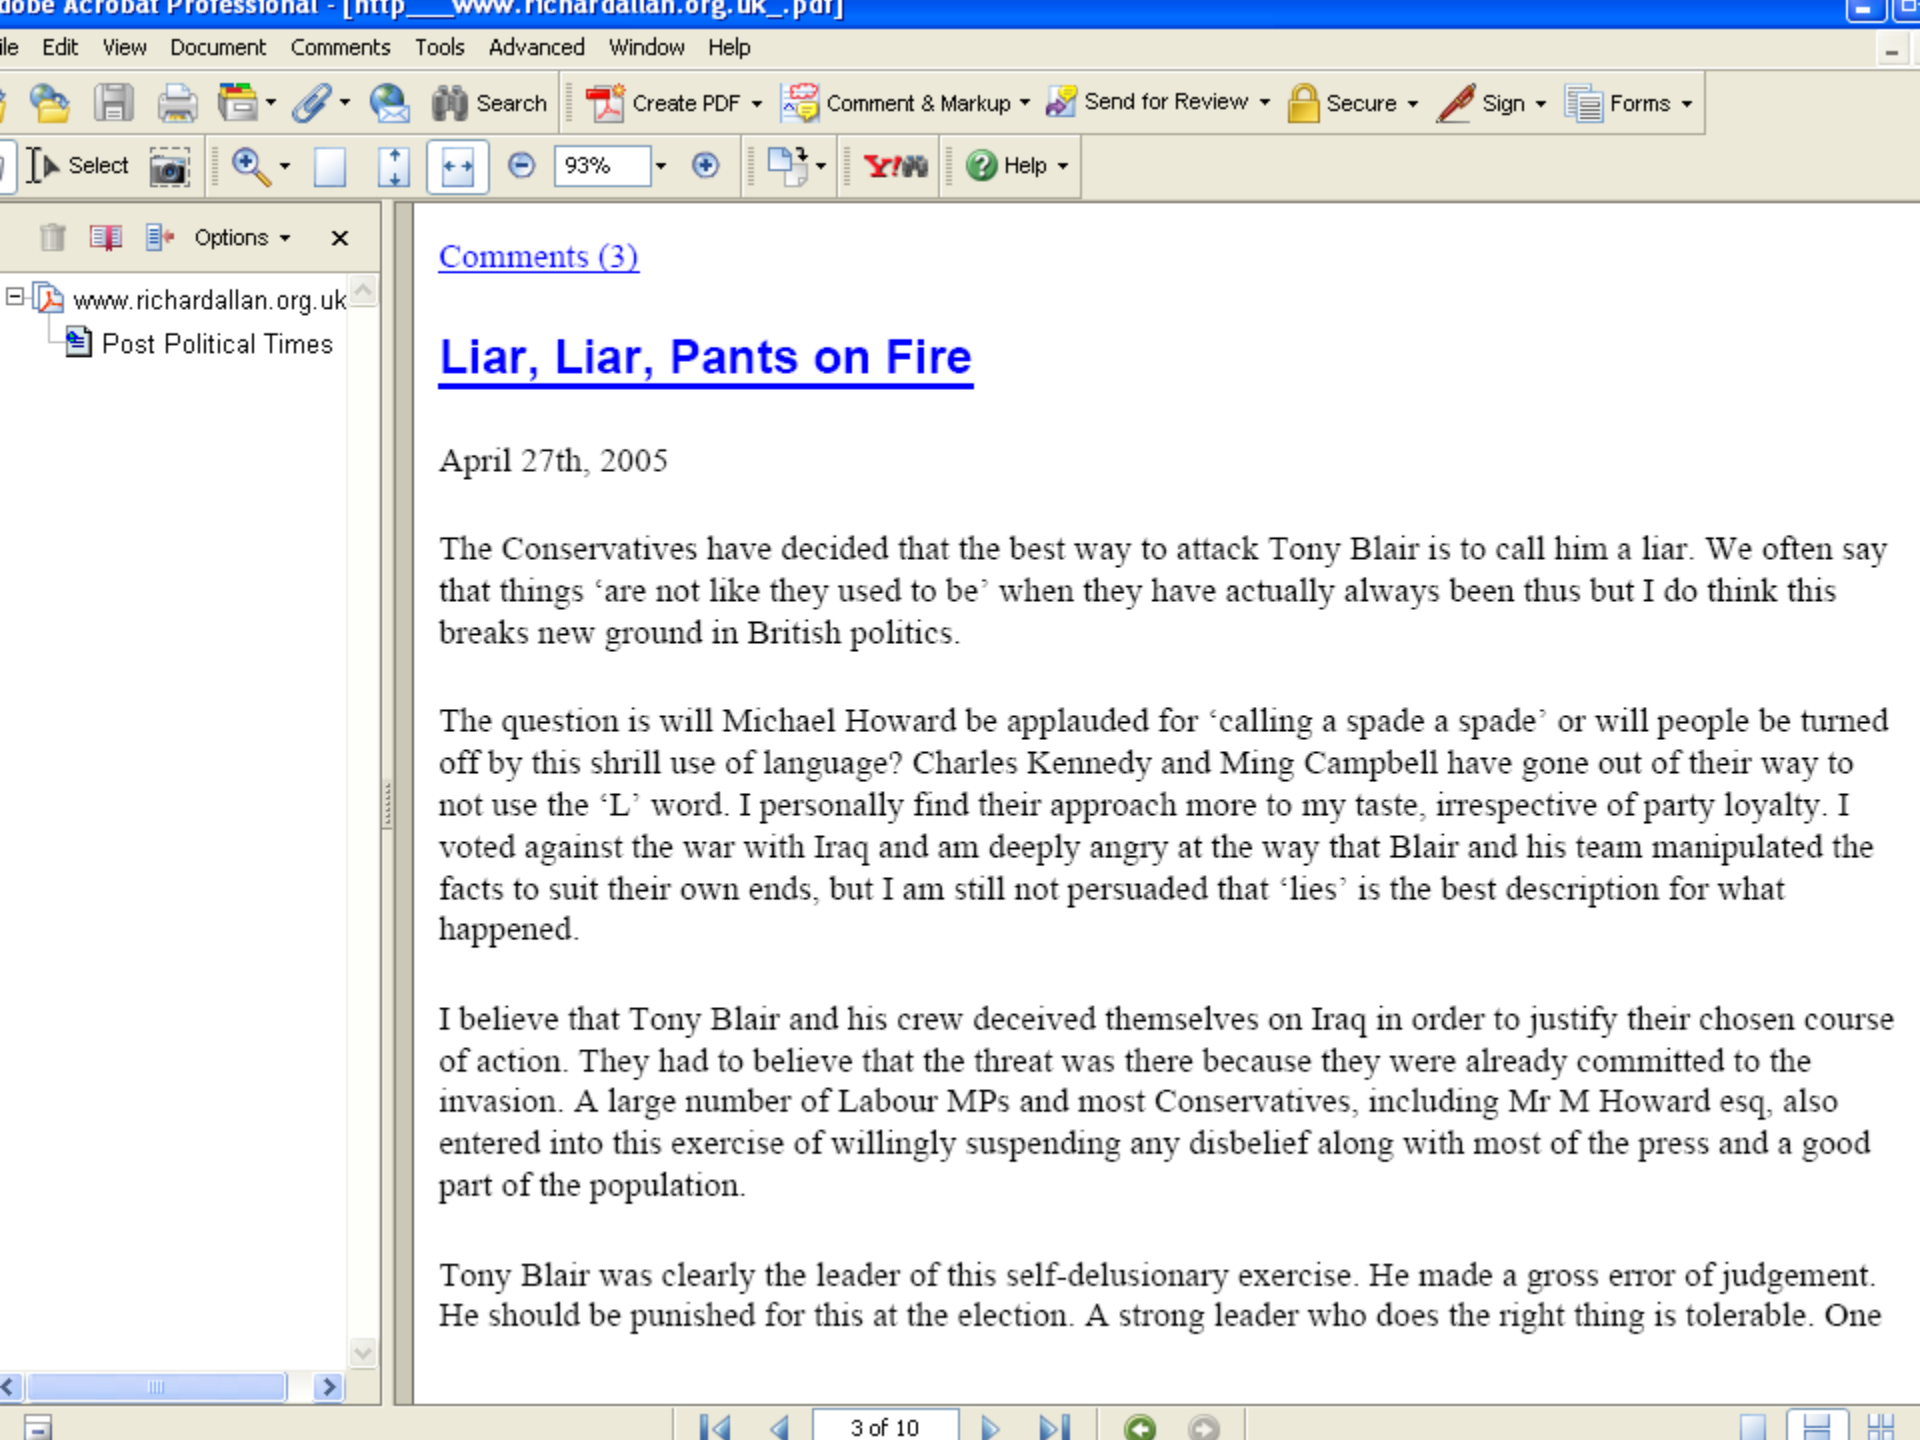 dobe Acrobat Professional - [http___www.richardallan.org.uk_.pdf]
ile Edit View Document Comments Tools Advanced Window Help
Search Create PDF Comment & Markup Send for Review Secure Sign Forms
Select 93% Y! Help
Options
www.richardallan.org.uk
Post Political Times
Comments (3)
Liar, Liar, Pants on Fire
April 27th, 2005
The Conservatives have decided that the best way to attack Tony Blair is to call him a liar. We often say
that things ‘are not like they used to be’ when they have actually always been thus but I do think this
breaks new ground in British politics.
The question is will Michael Howard be applauded for ‘calling a spade a spade’ or will people be turned
off by this shrill use of language? Charles Kennedy and Ming Campbell have gone out of their way to
not use the ‘L’ word. I personally find their approach more to my taste, irrespective of party loyalty. I
voted against the war with Iraq and am deeply angry at the way that Blair and his team manipulated the
facts to suit their own ends, but I am still not persuaded that ‘lies’ is the best description for what
happened.
I believe that Tony Blair and his crew deceived themselves on Iraq in order to justify their chosen course
of action. They had to believe that the threat was there because they were already committed to the
invasion. A large number of Labour MPs and most Conservatives, including Mr M Howard esq, also
entered into this exercise of willingly suspending any disbelief along with most of the press and a good
part of the population.
Tony Blair was clearly the leader of this self-delusionary exercise. He made a gross error of judgement.
He should be punished for this at the election. A strong leader who does the right thing is tolerable. One
3 of 10